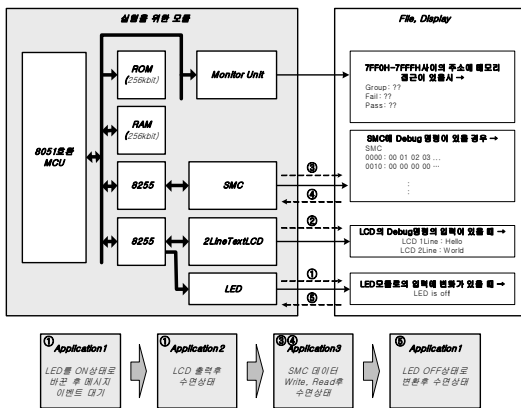 실험을 위한 모듈
File, Display
8051호환
MCU
ROM
(256kbit)
RAM
(256kbit)
8255
8255
Monitor Unit
SMC
2LineTextLCD
LED
③
④
②
①
⑤
7FF0H-7FFFH사이의 주소에 메모리
접근이 있을시 →
Group: ??
Fail: ??
Pass: ??
SMC에 Debug 명령이 있을 경우 →
SMC
0000: 00 01 02 03 ...
0010: 00 00 00 00 ...
:
:
LCD의 Debug명령의 입력이 있을 때 →
LCD 1Line : Hello
LCD 2Line : World
LED모듈로의 입력에 변화가 있을 때 →
LED is off
①
Application1
LED를 ON상태로
바꾼 후 메시지
이벤트 대기
①
Application2
LCD 출력후
수면상태
③④
Application3
SMC 데이터
Write, Read후
수면상태
⑤
Application1
LED OFF상태로
변환후 수면상태